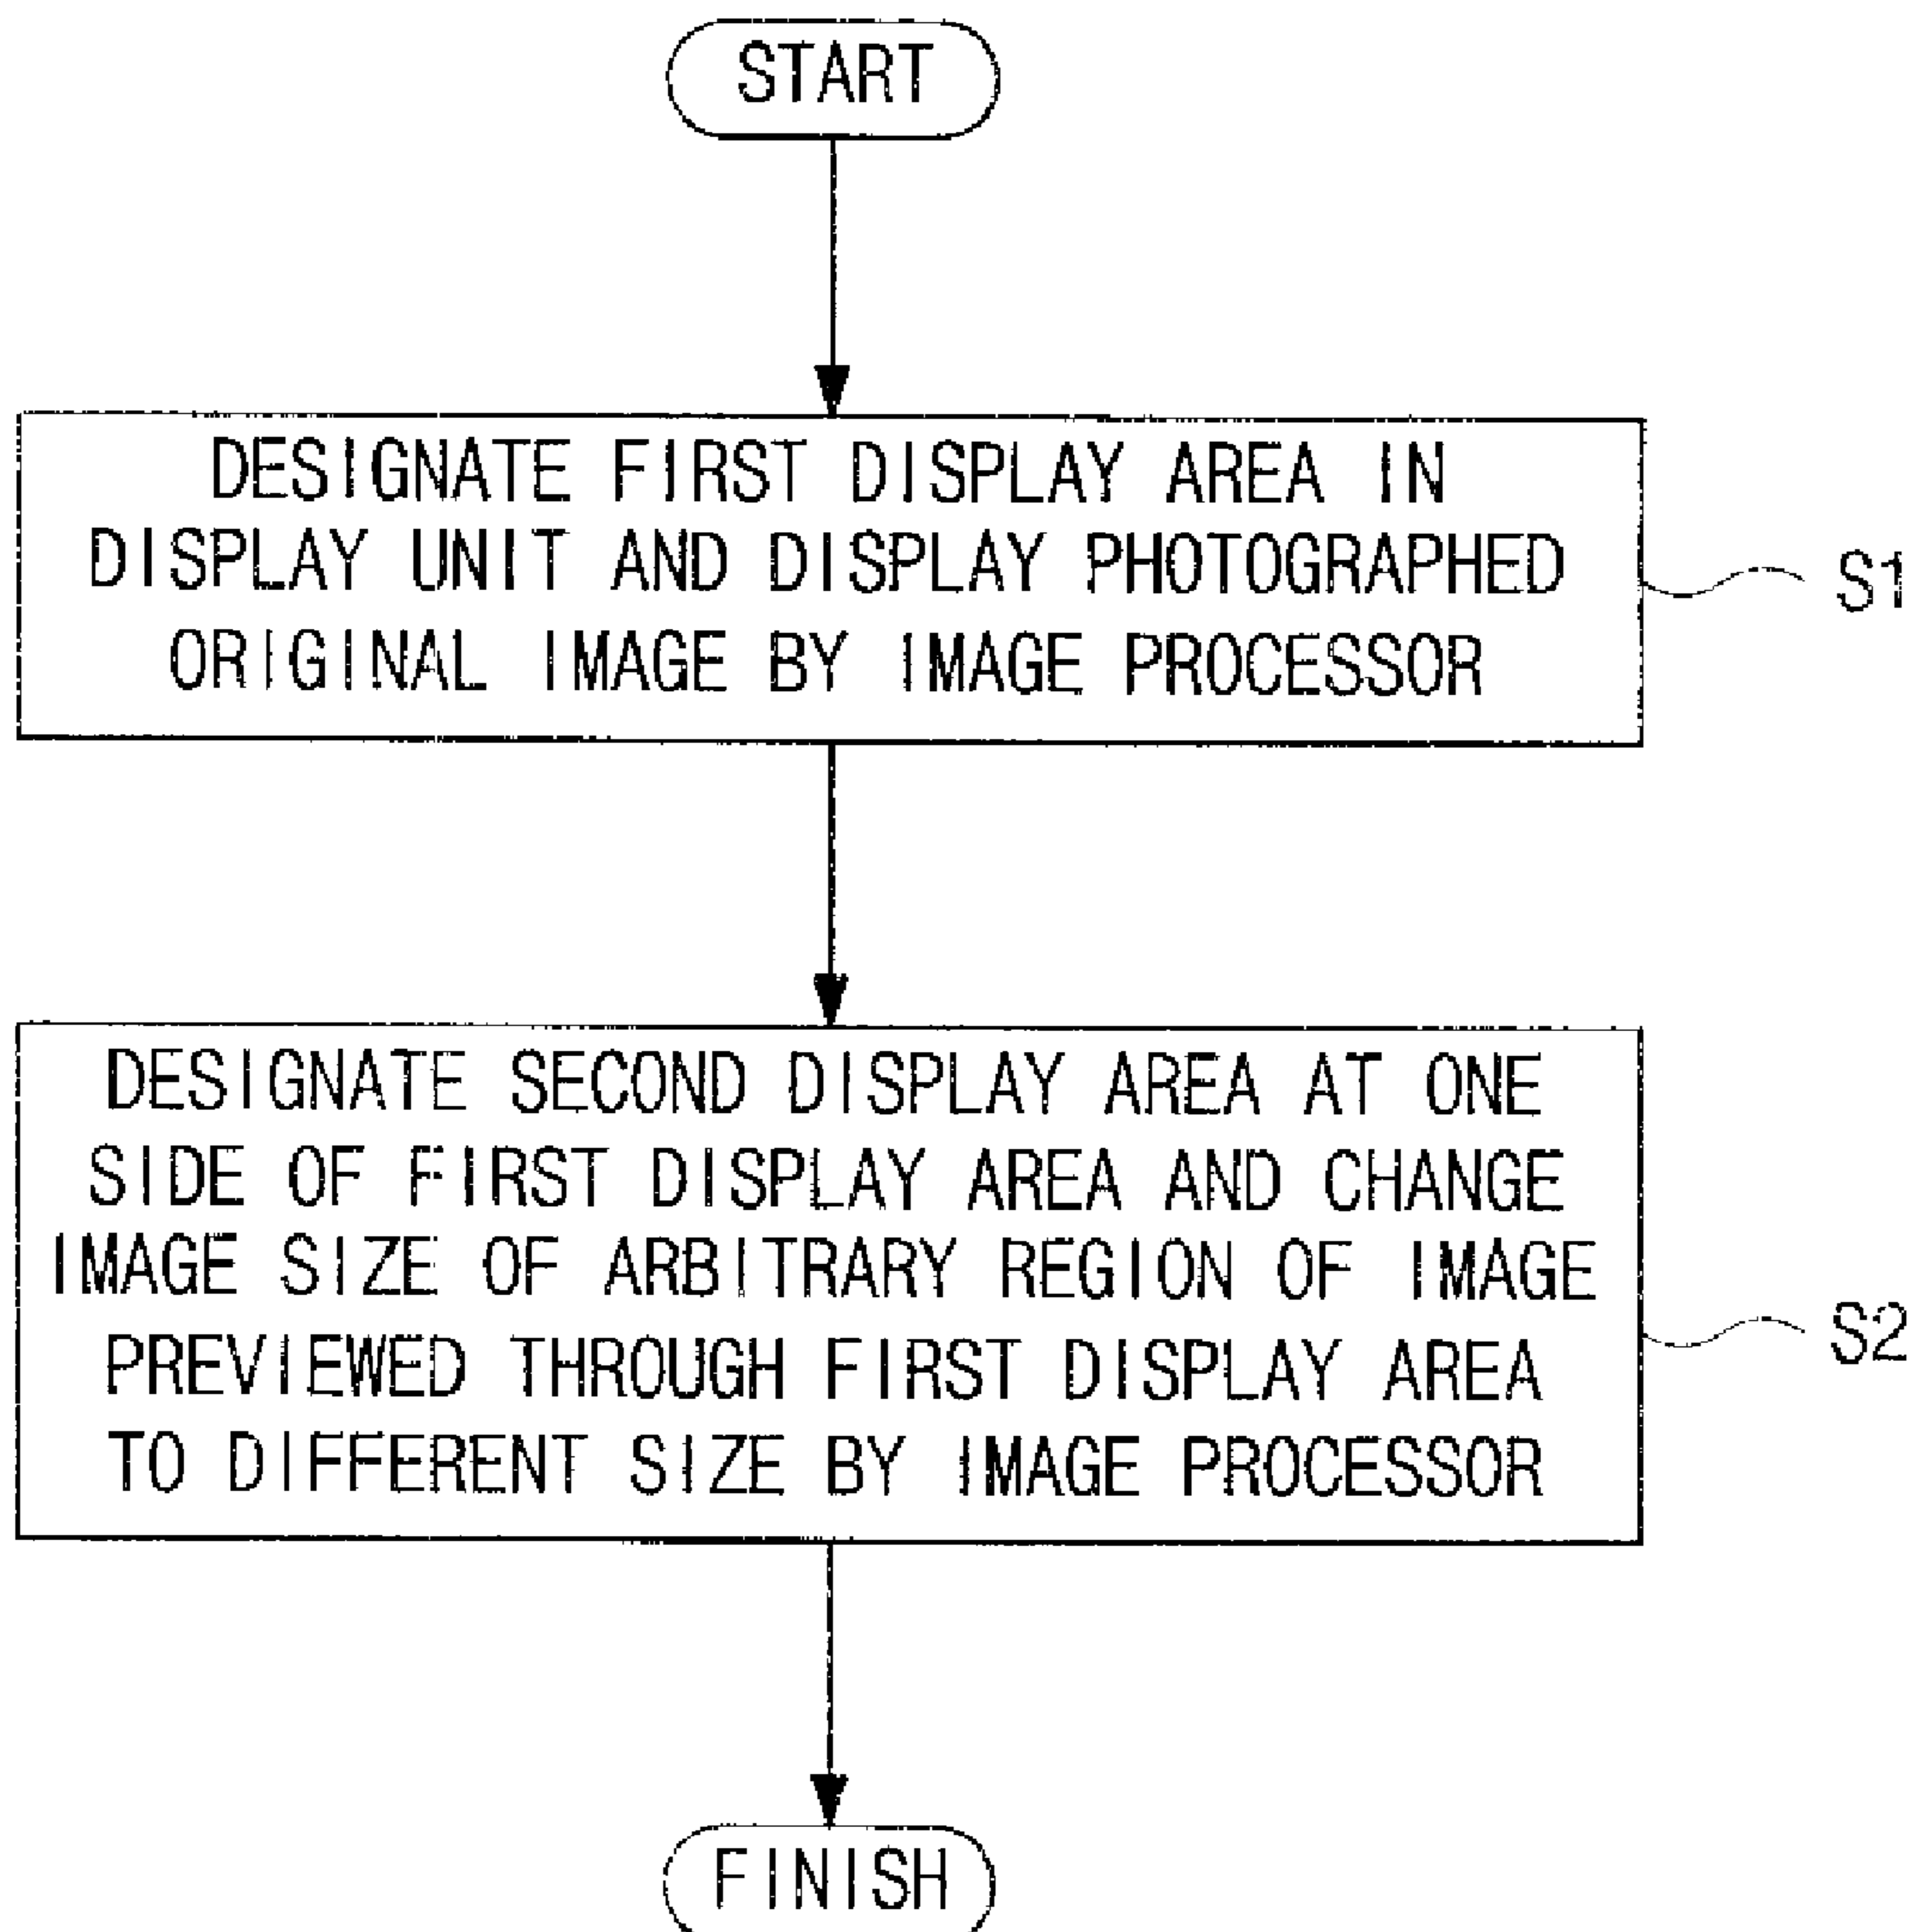 START
DESIGNATE FIRST DISPLAY AREA IN
DISPLAY UNIT AND DISPLAY PHOTOGRAPHED
ORIGINAL IMAGE BY IMAGE PROCESSOR
S1
DESIGNATE SECOND DISPLAY AREA AT ONE
SIDE OF FIRST DISPLAY AREA AND CHANGE
IMAGE SIZE OF ARBITRARY REGION OF IMAGE
PREVIEWED THROUGH FIRST DISPLAY AREA
TO DIFFERENT SIZE BY IMAGE PROCESSOR
S2
FINISH